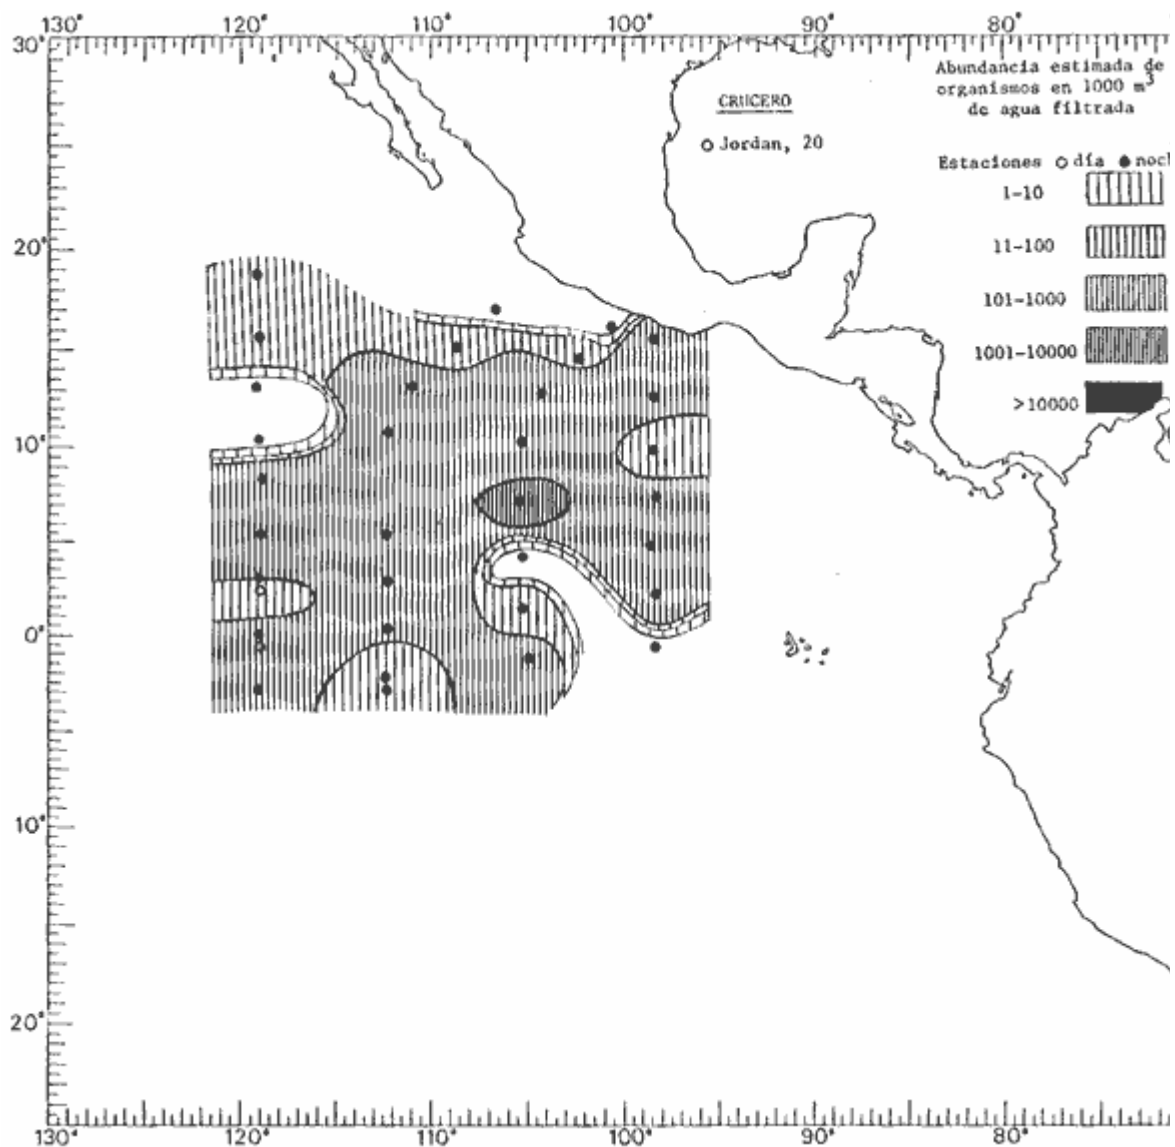 130° 120° 110° 100° 90° 80°
30°
Abundancia estimada de
organismos en 1000 m³
de agua filtrada
CRUCERO
Jordan, 20
Estaciones día noch
1-10
11-100
101-1000
1001-10000
>10000
20°
10°
0°
10°
20°
130° 120° 110° 100° 90° 80°